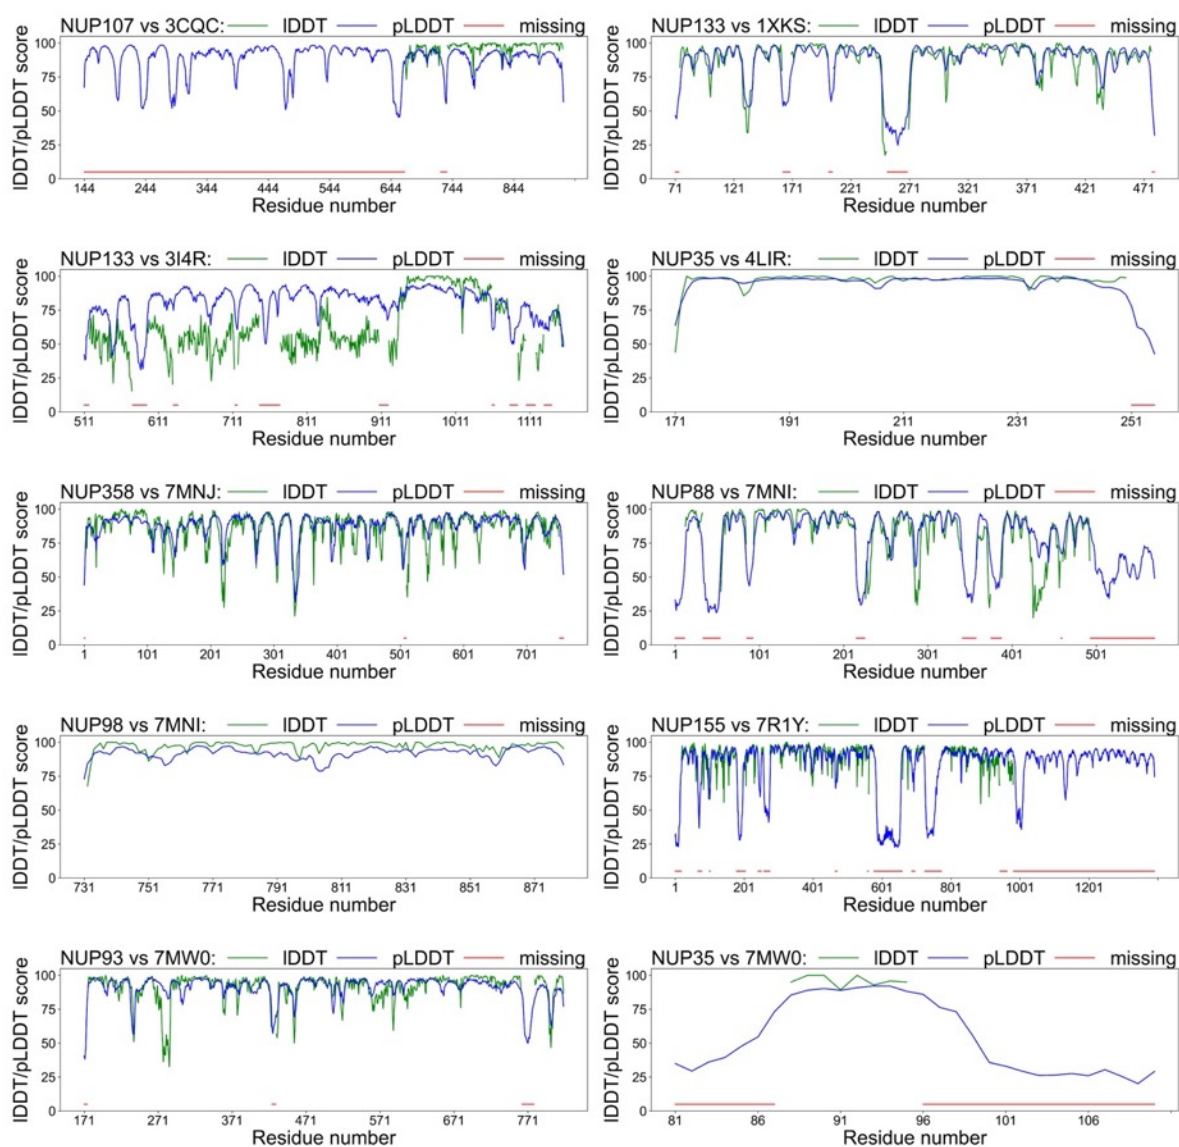 NUP107 vs 3CQC: lDDT pLDDT missing
100
75
50
25
0
lDDT/pLDDT score
144 244 344 444 544 644 744 844
Residue number
NUP133 vs 1XKS: lDDT pLDDT missing
100
75
50
25
0
lDDT/pLDDT score
71 121 171 221 271 321 371 421 471
Residue number
NUP133 vs 3I4R: lDDT pLDDT missing
100
75
50
25
0
lDDT/pLDDT score
511 611 711 811 911 1011 1111
Residue number
NUP35 vs 4LIR: lDDT pLDDT missing
100
75
50
25
0
lDDT/pLDDT score
171 191 211 231 251
Residue number
NUP358 vs 7MNJ: lDDT pLDDT missing
100
75
50
25
0
lDDT/pLDDT score
1 101 201 301 401 501 601 701
Residue number
NUP88 vs 7MNI: lDDT pLDDT missing
100
75
50
25
0
lDDT/pLDDT score
1 101 201 301 401 501
Residue number
NUP98 vs 7MNI: lDDT pLDDT missing
100
75
50
25
0
lDDT/pLDDT score
731 751 771 791 811 831 851 871
Residue number
NUP155 vs 7R1Y: lDDT pLDDT missing
100
75
50
25
0
lDDT/pLDDT score
1 201 401 601 801 1001 1201
Residue number
NUP93 vs 7MW0: lDDT pLDDT missing
100
75
50
25
0
lDDT/pLDDT score
171 271 371 471 571 671 771
Residue number
NUP35 vs 7MW0: lDDT pLDDT missing
100
75
50
25
0
lDDT/pLDDT score
81 86 91 96 101 106
Residue number